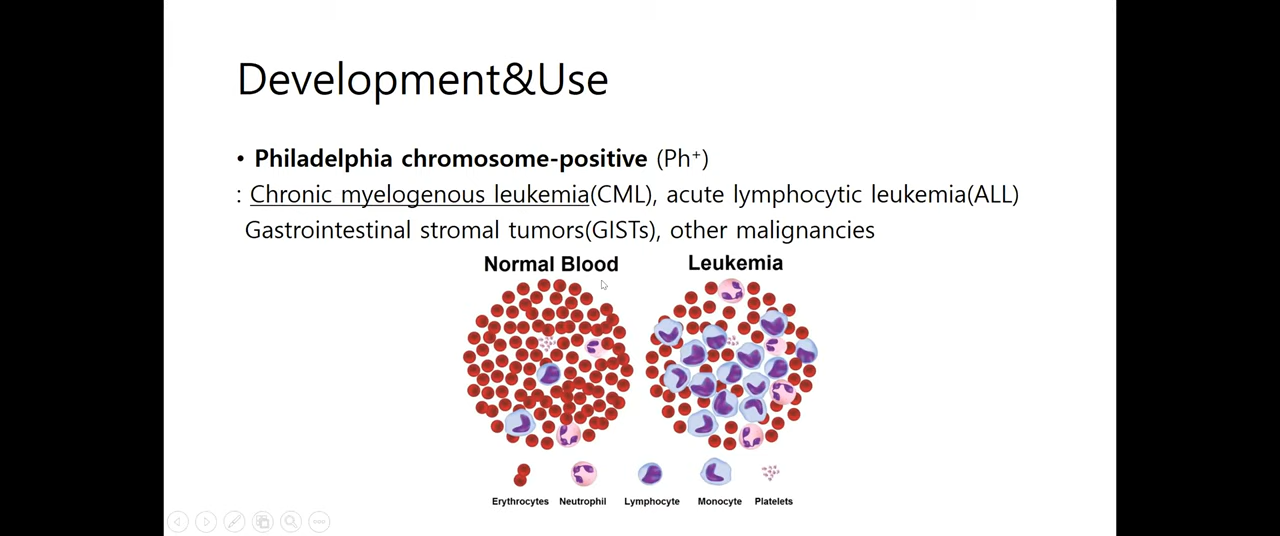 Development&Use
• Philadelphia chromosome-positive (Ph⁺)
: Chronic myelogenous leukemia(CML), acute lymphocytic leukemia(ALL)
Gastrointestinal stromal tumors(GISTs), other malignancies
Normal Blood
Leukemia
Erythrocytes
Neutrophil
Lymphocyte
Monocyte
Platelets